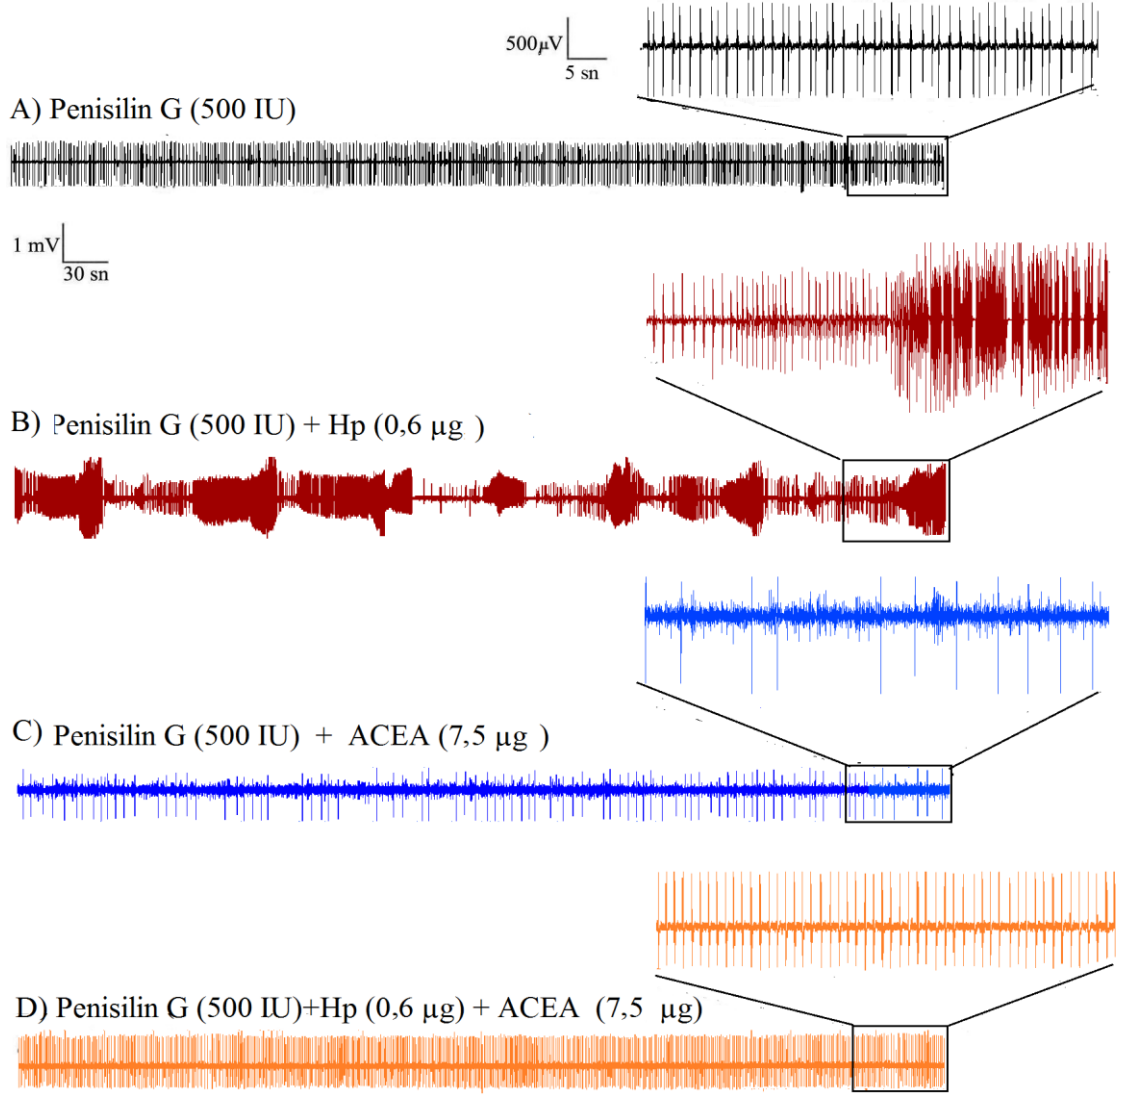 500µV
5 sn
A) Penisilin G (500 IU)
1 mV
30 sn
B) Penisilin G (500 IU) + Hp (0,6 µg )
C) Penisilin G (500 IU) + ACEA (7,5 µg )
D) Penisilin G (500 IU)+Hp (0,6 µg) + ACEA (7,5 µg)